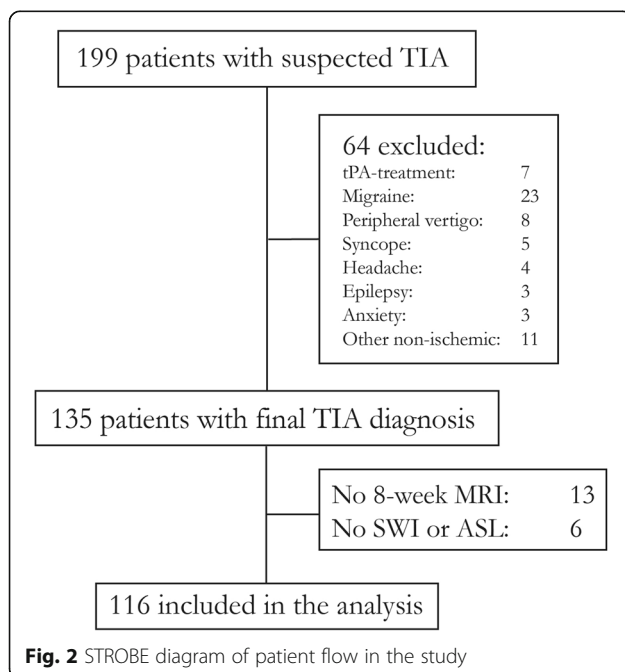 199 patients with suspected TIA
64 excluded:
tPA-treatment: 7
Migraine: 23
Peripheral vertigo: 8
Syncope: 5
Headache: 4
Epilepsy: 3
Anxiety: 3
Other non-ischemic: 11
135 patients with final TIA diagnosis
No 8-week MRI: 13
No SWI or ASL: 6
116 included in the analysis
Fig. 2 STROBE diagram of patient flow in the study